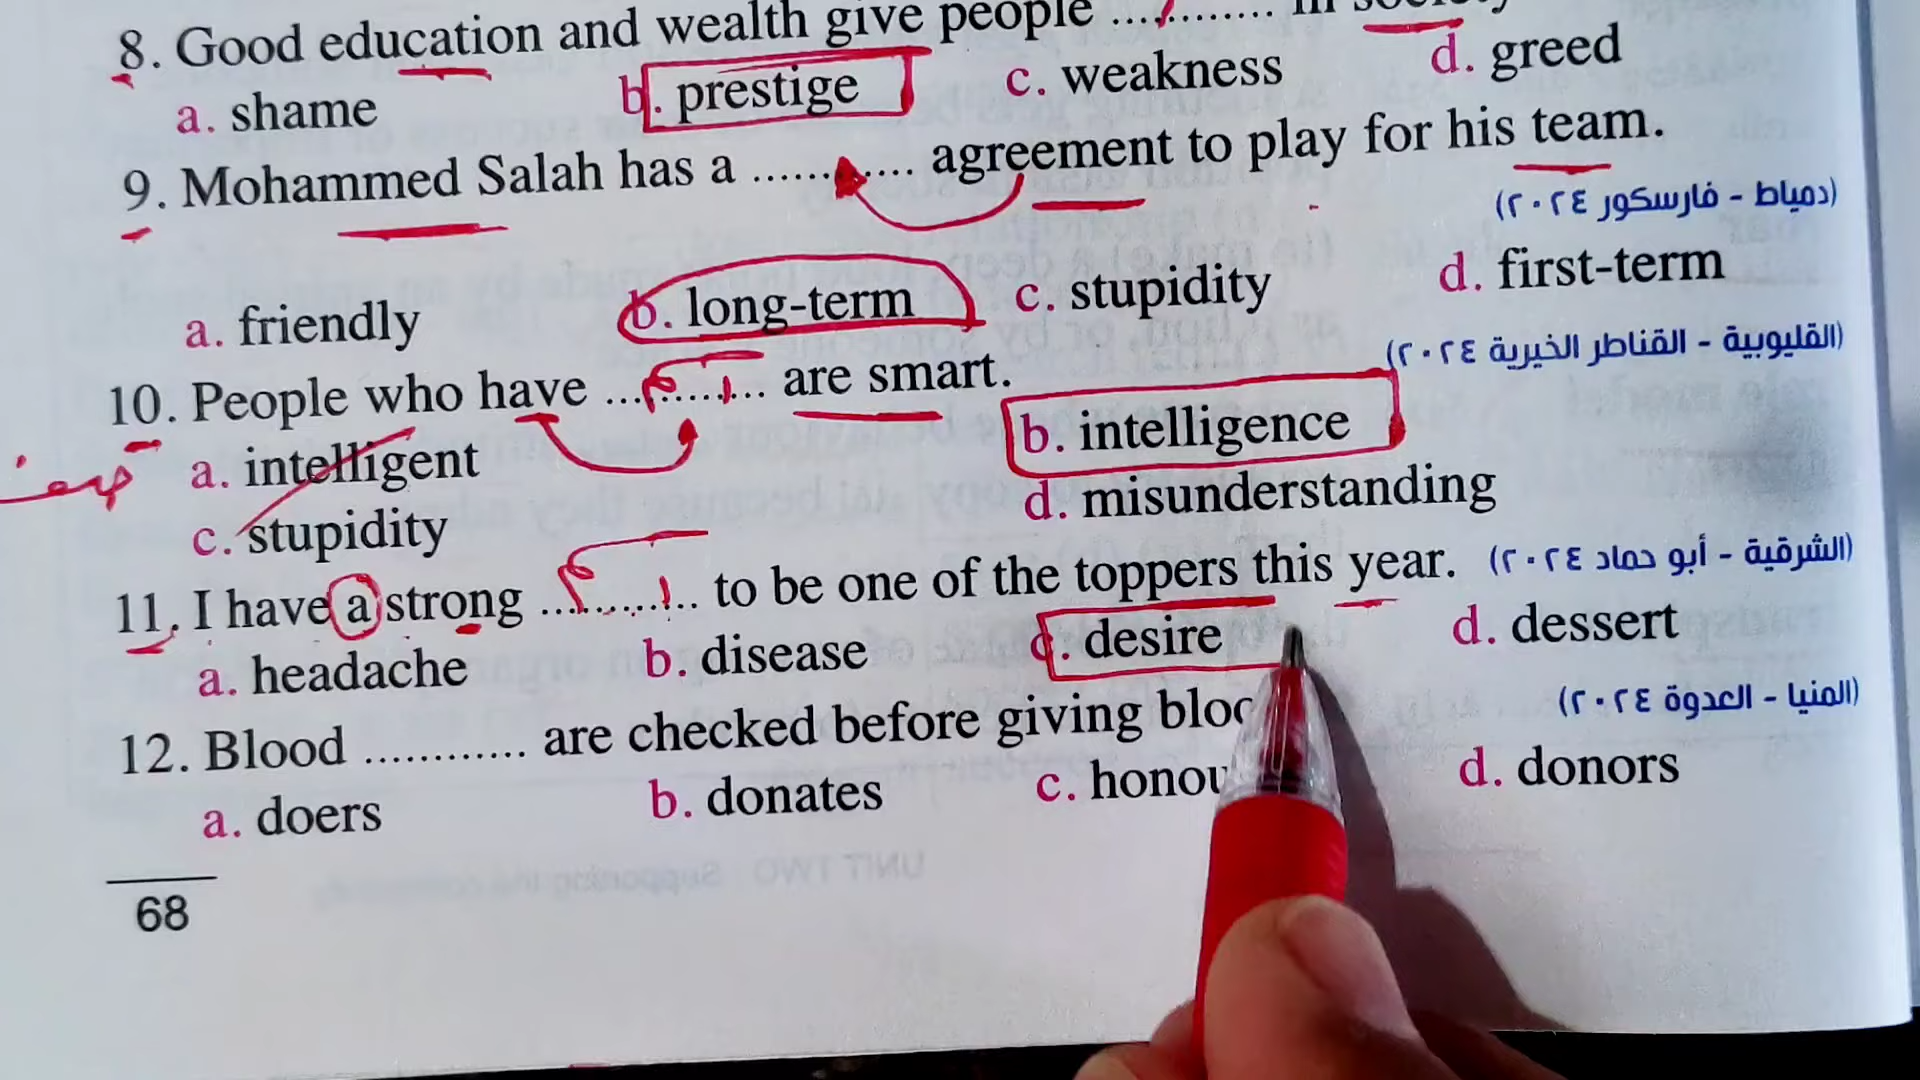 8. Good education and wealth give people ............ in society
a. shame b. prestige c. weakness d. greed
9. Mohammed Salah has a ............ agreement to play for his team.
(دمياط - فارسكور ٢٠٢٤)
a. friendly b. long-term c. stupidity d. first-term
10. People who have ............ are smart.
(القليوبية - القناطر الخيرية ٢٠٢٤)
a. intelligent b. intelligence
c. stupidity d. misunderstanding
11. I have a strong ............ to be one of the toppers this year. (الشرقية - أبو حماد ٢٠٢٤)
a. headache b. disease c. desire d. dessert
12. Blood ............ are checked before giving
(المنيا - العدوة ٢٠٢٤)
a. doers b. donates c. d. donors
68